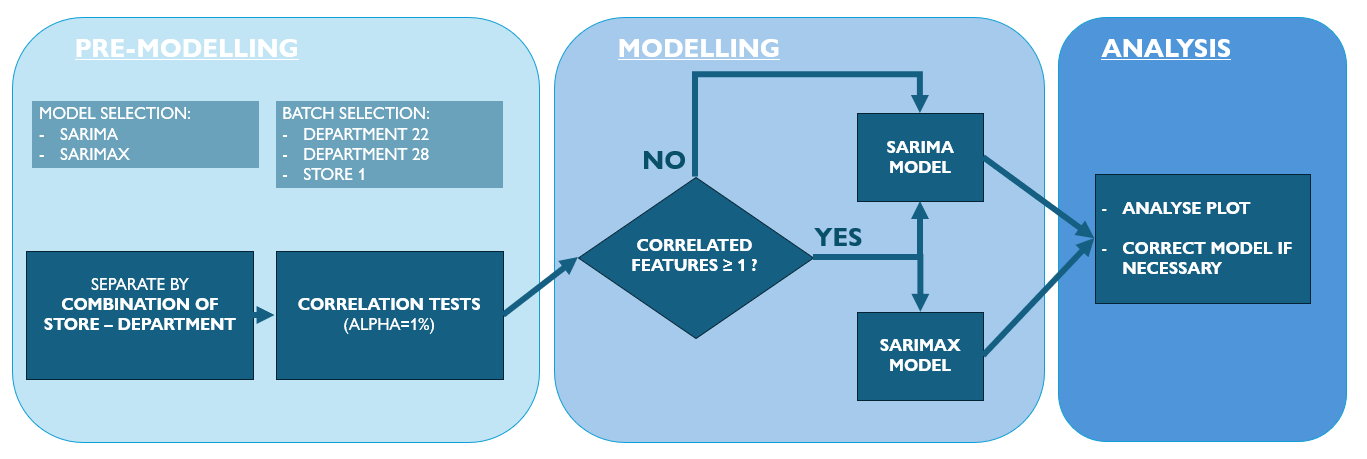 PRE-MODELLING
MODEL SELECTION:
- SARIMA
- SARIMAX
BATCH SELECTION:
- DEPARTMENT 22
- DEPARTMENT 28
- STORE 1
SEPARATE BY
COMBINATION OF
STORE – DEPARTMENT
CORRELATION TESTS
(ALPHA=1%)
MODELLING
NO
CORRELATED
FEATURES ≥ 1 ?
YES
SARIMA
MODEL
SARIMAX
MODEL
ANALYSIS
- ANALYSE PLOT
- CORRECT MODEL IF
NECESSARY